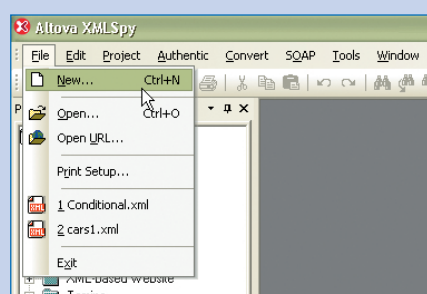 Altova XMLSpy
File Edit Project Authentic Convert SOAP Tools Window
New... Ctrl+N
Open... Ctrl+O
Open URL...
Print Setup...
1 Conditional.xml
2 cars1.xml
Exit
XML-based Website